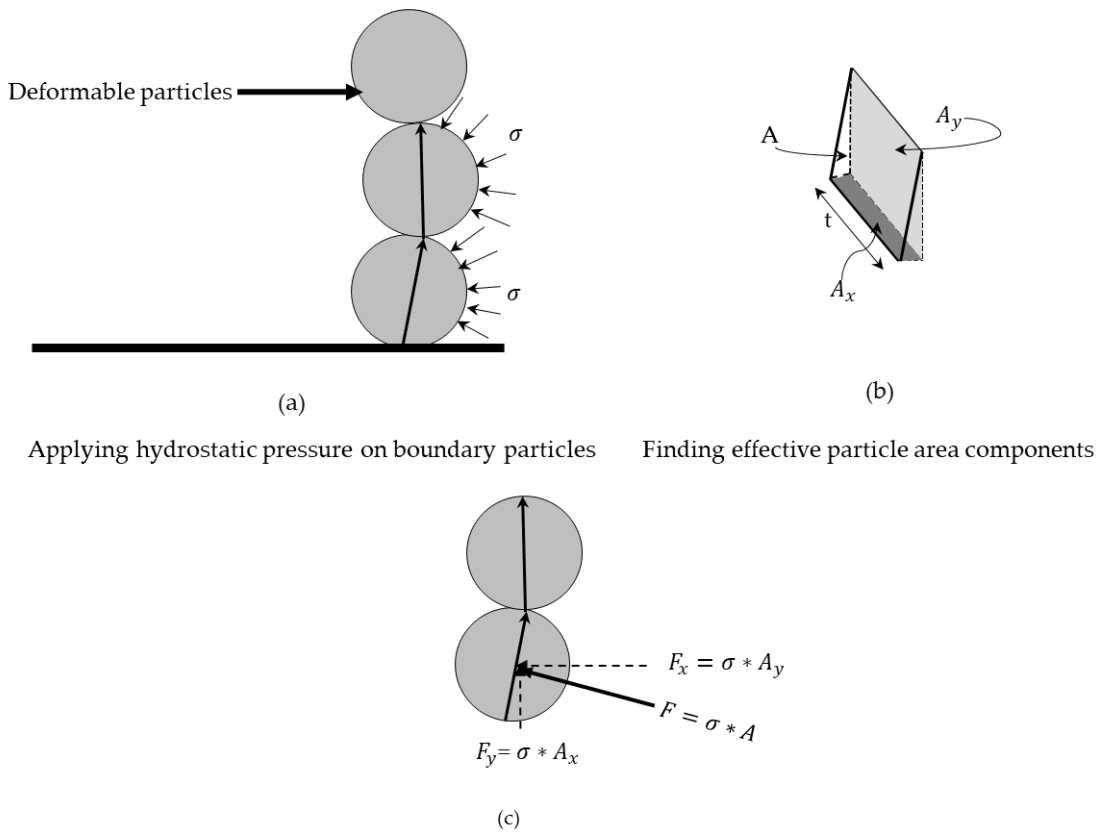 Deformable particles
σ
σ
(a)
A
A_y
t
A_x
(b)
Applying hydrostatic pressure on boundary particles
Finding effective particle area components
F_x = σ * A_y
F = σ * A
F_y= σ * A_x
(c)